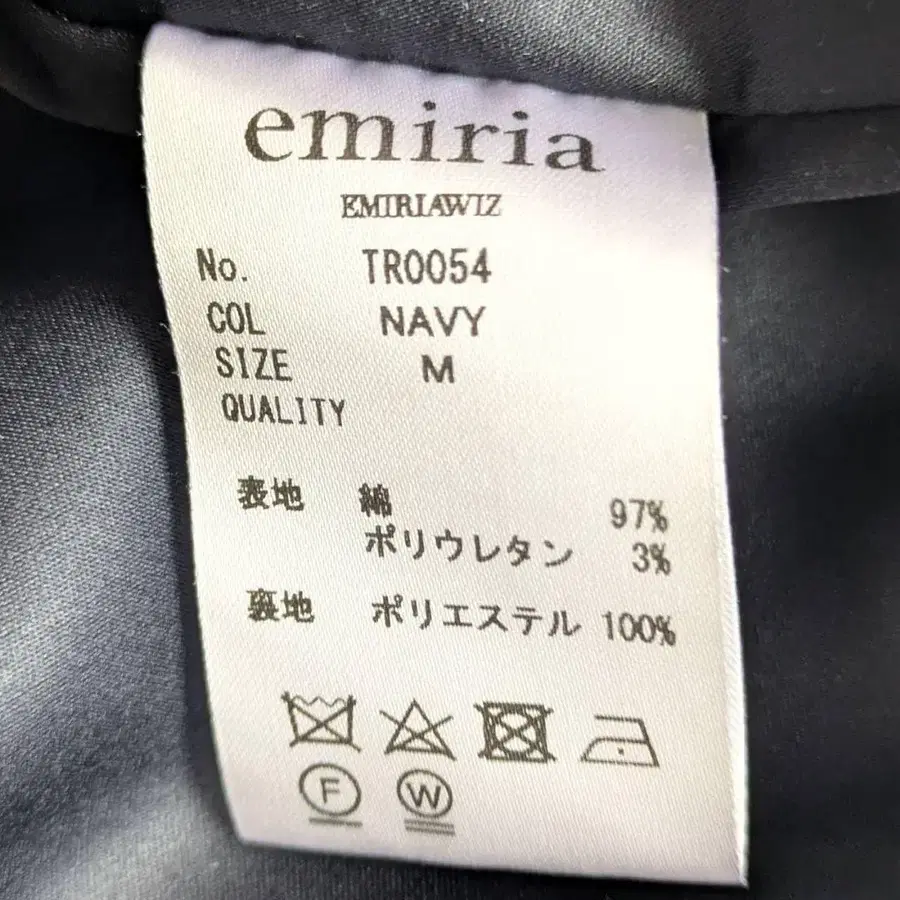 emiria
EMIRIAWIZ
No. TR0054
COL NAVY
SIZE M
QUALITY
表地 綿 97%
ポリウレタン 3%
裏地 ポリエステル 100%
F W